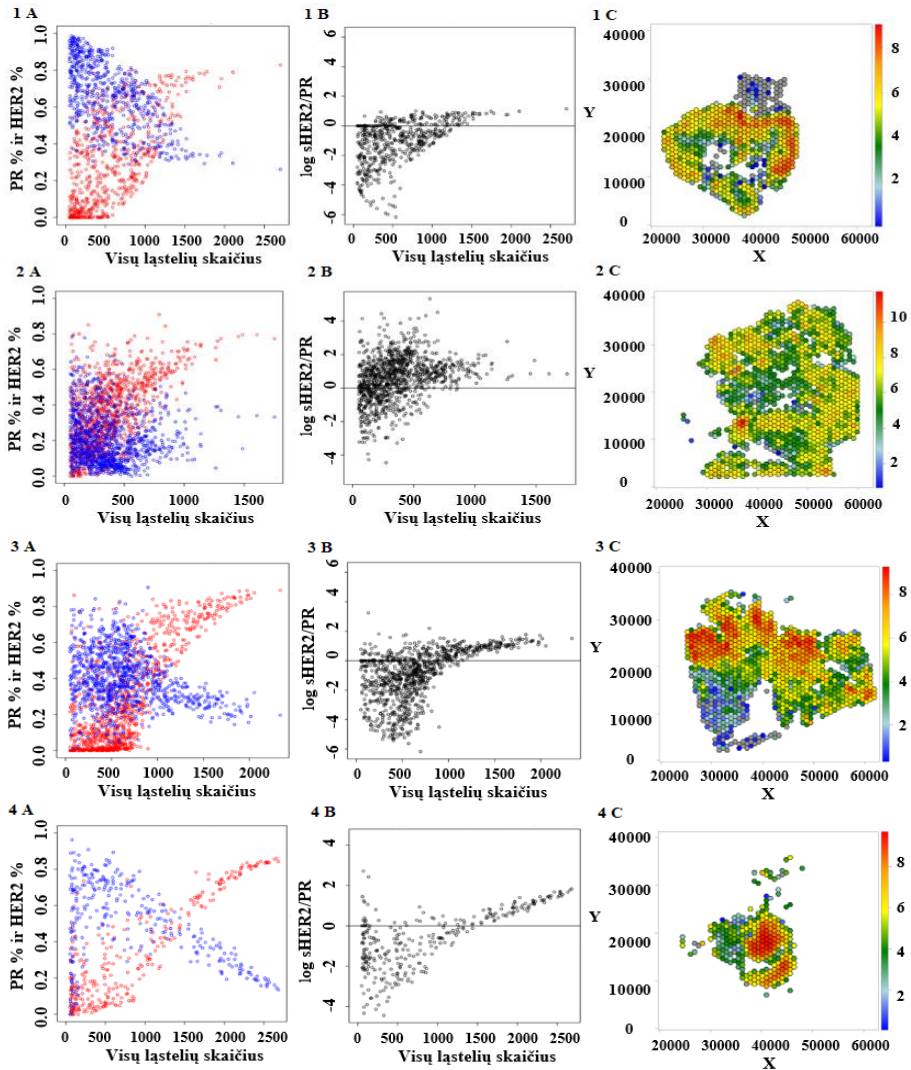 1 A
1 B
1 C
PR % ir HER2 %
0.0 0.2 0.4 0.6 0.8 1.0
0 500 1000 1500 2000 2500
Visų ląstelių skaičius
log sHER2/PR
-6 -4 -2 0 2 4 6
0 500 1000 1500 2000 2500
Visų ląstelių skaičius
Y
40000
30000
20000
10000
0
20000 30000 40000 50000 60000
X
8
6
4
2
2 A
2 B
2 C
PR % ir HER2 %
0.0 0.2 0.4 0.6 0.8 1.0
0 500 1000 1500
Visų ląstelių skaičius
log sHER2/PR
-4 -2 0 2 4
0 500 1000 1500
Visų ląstelių skaičius
Y
40000
30000
20000
10000
0
20000 30000 40000 50000 60000
X
10
8
6
4
2
3 A
3 B
3 C
PR % ir HER2 %
0.0 0.2 0.4 0.6 0.8 1.0
0 500 1000 1500 2000
Visų ląstelių skaičius
log sHER2/PR
-6 -4 -2 0 2 4 6
0 500 1000 1500 2000
Visų ląstelių skaičius
Y
40000
30000
20000
10000
0
20000 30000 40000 50000 60000
X
8
6
4
2
4 A
4 B
4 C
PR % ir HER2 %
0.0 0.2 0.4 0.6 0.8 1.0
0 500 1000 1500 2000 2500
Visų ląstelių skaičius
log sHER2/PR
-4 -2 0 2 4
0 500 1000 1500 2000 2500
Visų ląstelių skaičius
Y
40000
30000
20000
10000
0
20000 30000 40000 50000 60000
X
8
6
4
2